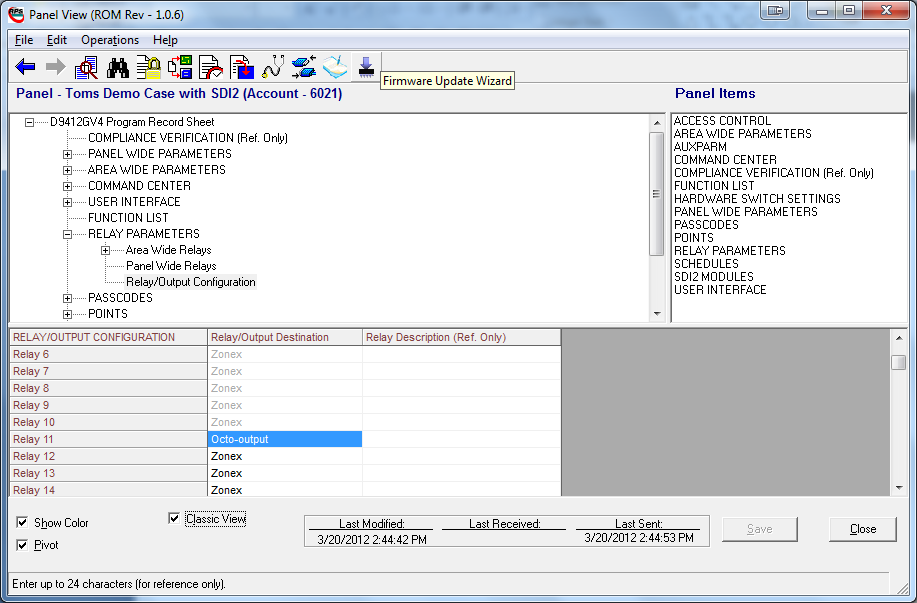 Panel View (ROM Rev - 1.0.6)
File Edit Operations Help
Firmware Update Wizard
Panel - Toms Demo Case with SDI2 (Account - 6021)
Panel Items
D9412GV4 Program Record Sheet
COMPLIANCE VERIFICATION (Ref. Only)
PANEL WIDE PARAMETERS
AREA WIDE PARAMETERS
COMMAND CENTER
USER INTERFACE
FUNCTION LIST
RELAY PARAMETERS
Area Wide Relays
Panel Wide Relays
Relay/Output Configuration
PASSCODES
POINTS
ACCESS CONTROL
AREA WIDE PARAMETERS
AUXPARM
COMMAND CENTER
COMPLIANCE VERIFICATION (Ref. Only)
FUNCTION LIST
HARDWARE SWITCH SETTINGS
PANEL WIDE PARAMETERS
PASSCODES
POINTS
RELAY PARAMETERS
SCHEDULES
SDI2 MODULES
USER INTERFACE
RELAY/OUTPUT CONFIGURATION Relay/Output Destination Relay Description (Ref. Only)
Relay 6 Zonex
Relay 7 Zonex
Relay 8 Zonex
Relay 9 Zonex
Relay 10 Zonex
Relay 11 Octo-output
Relay 12 Zonex
Relay 13 Zonex
Relay 14 Zonex
Show Color
Classic View
Pivot
Last Modified: Last Received: Last Sent:
3/20/2012 2:44:42 PM 3/20/2012 2:44:53 PM
Save
Close
Enter up to 24 characters (for reference only).